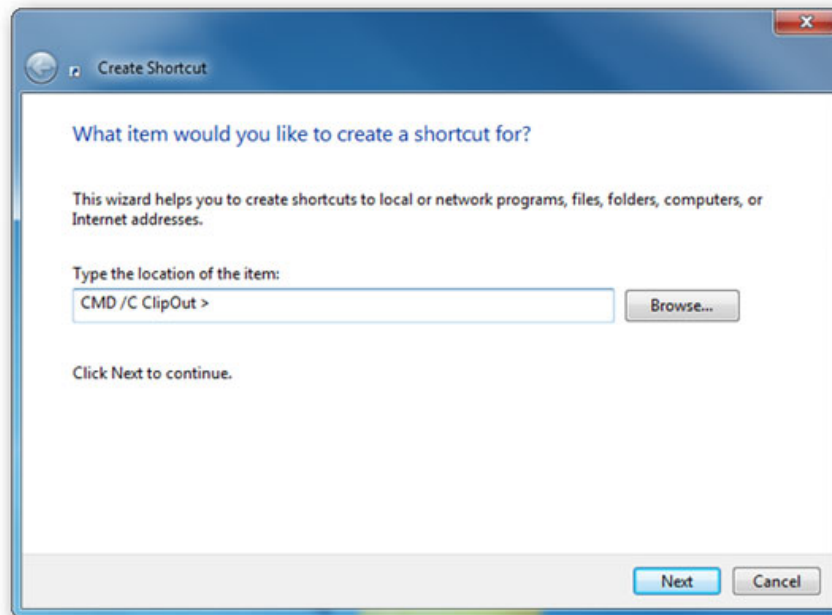 Create Shortcut
What item would you like to create a shortcut for?
This wizard helps you to create shortcuts to local or network programs, files, folders, computers, or
Internet addresses.
Type the location of the item:
CMD /C ClipOut >
Browse...
Click Next to continue.
Next
Cancel